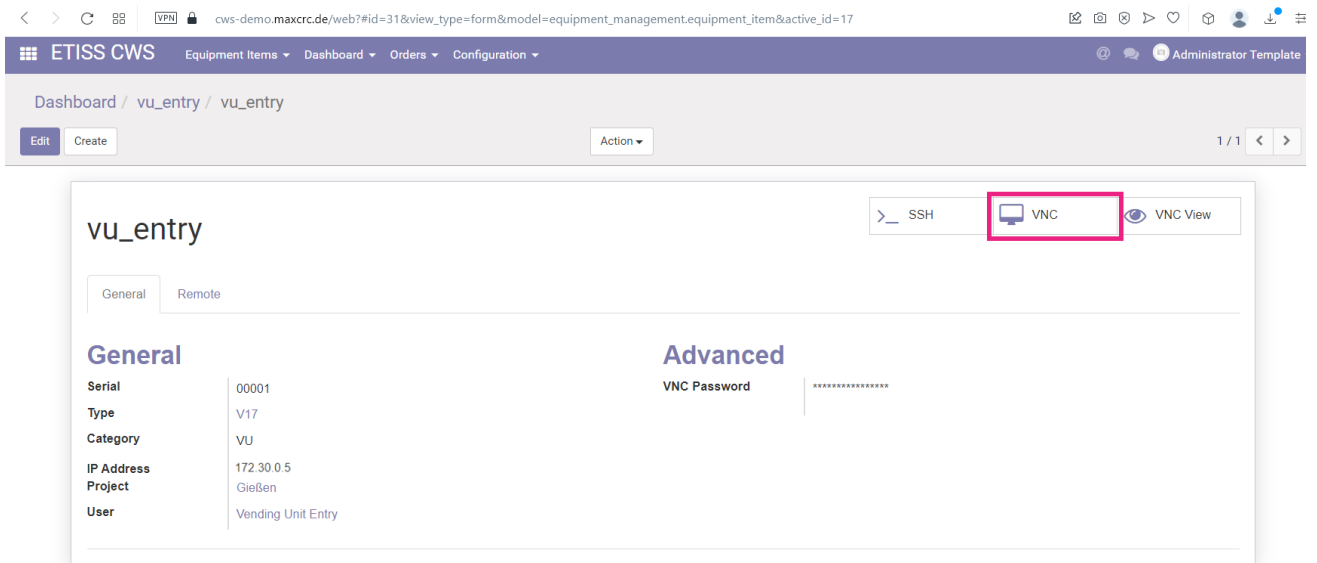 VPN cws-demo.maxcrc.de/web?#id=31&view_type=form&model=equipment_management.equipment_item&active_id=17
ETISS CWS Equipment Items Dashboard Orders Configuration @ Administrator Template
Dashboard / vu_entry / vu_entry
Edit Create Action 1 / 1
vu_entry >_ SSH VNC VNC View
General Remote
General Advanced
Serial 00001 VNC Password ****************
Type V17
Category VU
IP Address 172.30.0.5
Project Gießen
User Vending Unit Entry